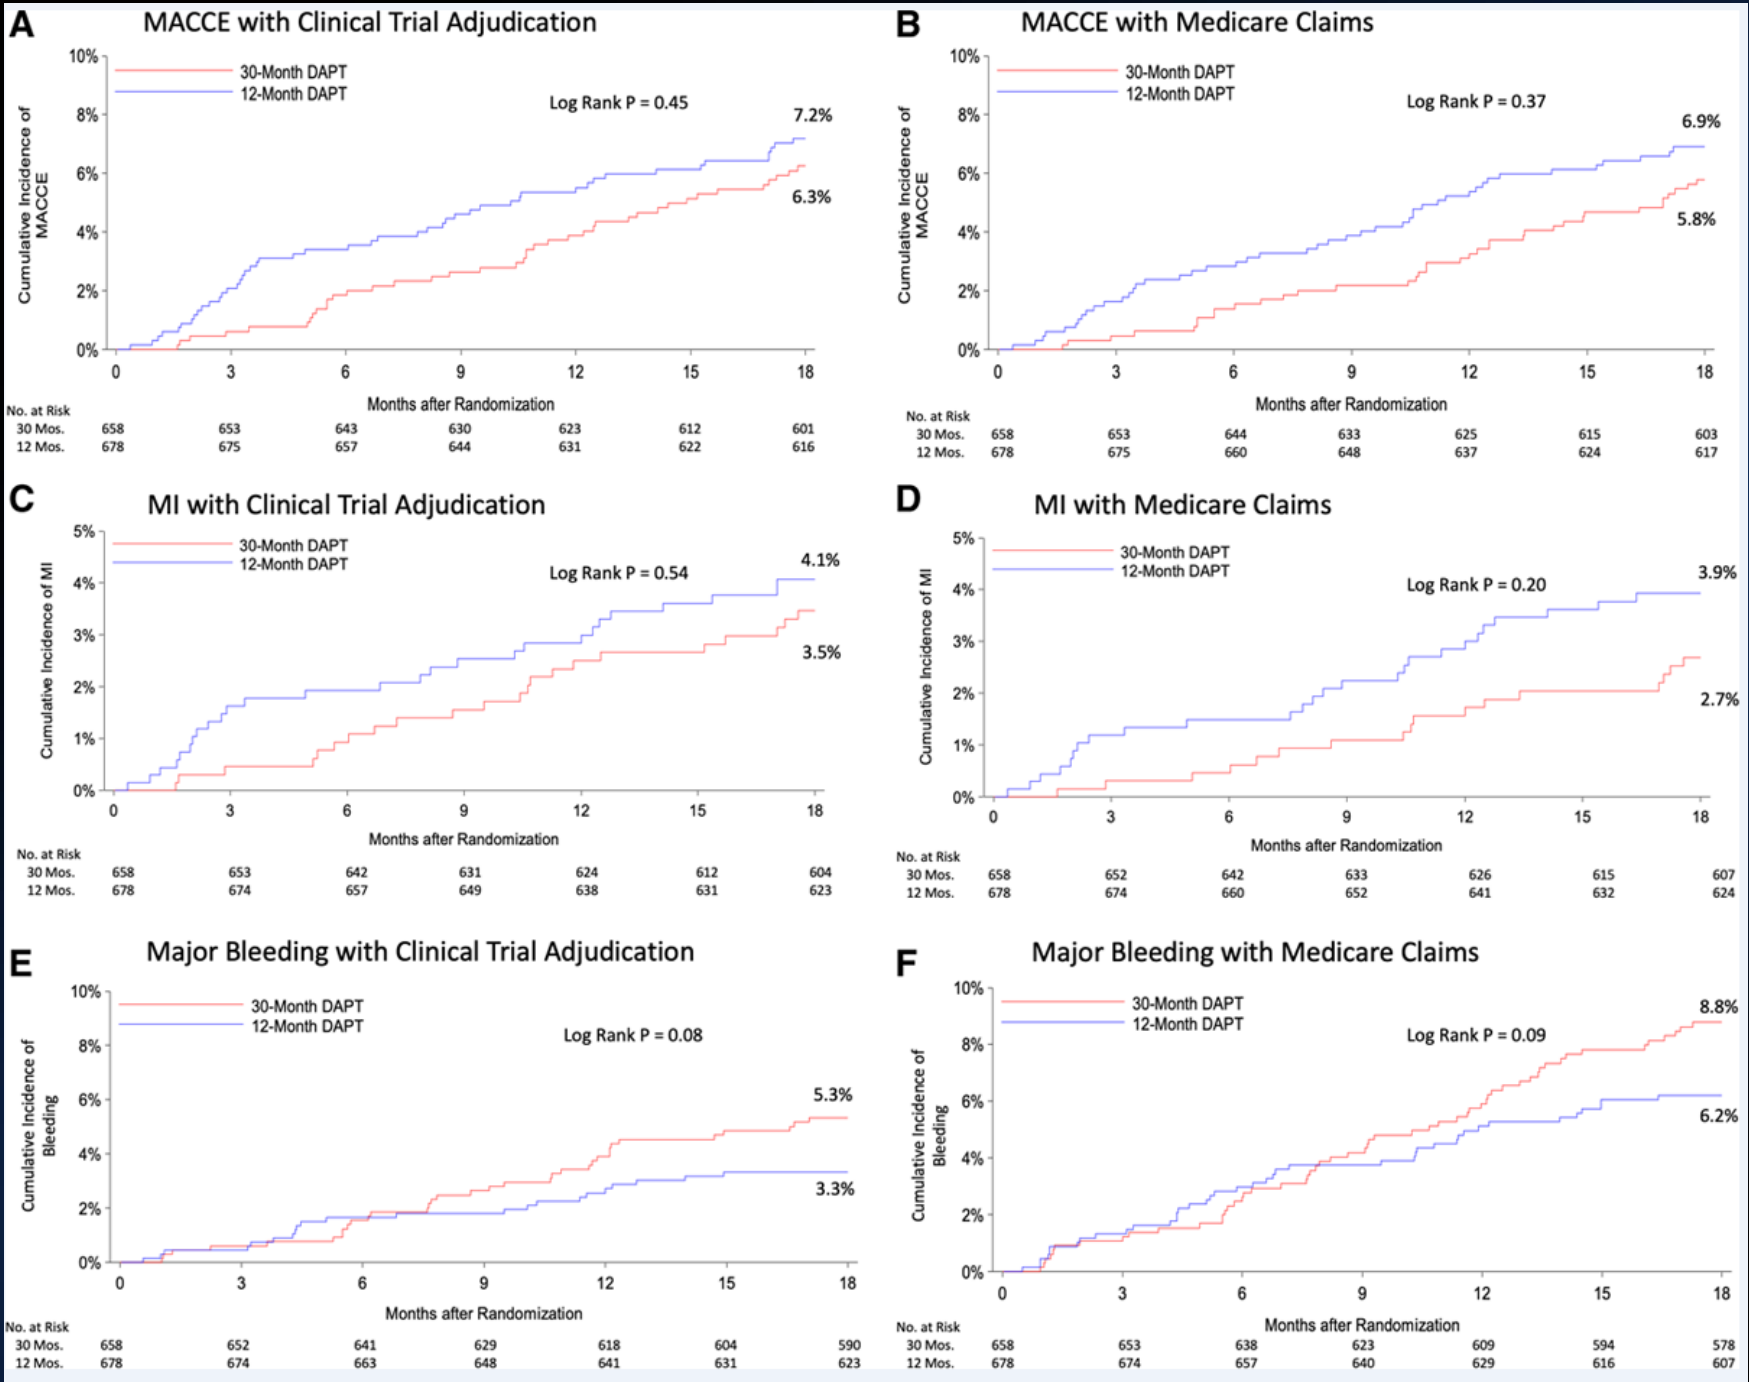 A
MACCE with Clinical Trial Adjudication
10%
8%
6%
4%
2%
0%
Cumulative Incidence of
MACCE
30-Month DAPT
12-Month DAPT
Log Rank P = 0.45
7.2%
6.3%
0 3 6 9 12 15 18
Months after Randomization
No. at Risk
30 Mos. 658 653 643 630 623 612 601
12 Mos. 678 675 657 644 631 622 616
B
MACCE with Medicare Claims
10%
8%
6%
4%
2%
0%
Cumulative Incidence of
MACCE
30-Month DAPT
12-Month DAPT
Log Rank P = 0.37
6.9%
5.8%
0 3 6 9 12 15 18
Months after Randomization
No. at Risk
30 Mos. 658 653 644 633 625 615 603
12 Mos. 678 675 660 648 637 624 617
C
MI with Clinical Trial Adjudication
5%
4%
3%
2%
1%
0%
Cumulative Incidence of MI
30-Month DAPT
12-Month DAPT
Log Rank P = 0.54
4.1%
3.5%
0 3 6 9 12 15 18
Months after Randomization
No. at Risk
30 Mos. 658 653 642 631 624 612 604
12 Mos. 678 674 657 649 638 631 623
D
MI with Medicare Claims
5%
4%
3%
2%
1%
0%
Cumulative Incidence of MI
30-Month DAPT
12-Month DAPT
Log Rank P = 0.20
3.9%
2.7%
0 3 6 9 12 15 18
Months after Randomization
No. at Risk
30 Mos. 658 652 642 633 626 615 607
12 Mos. 678 674 660 652 641 632 624
E
Major Bleeding with Clinical Trial Adjudication
10%
8%
6%
4%
2%
0%
Cumulative Incidence of
Bleeding
30-Month DAPT
12-Month DAPT
Log Rank P = 0.08
5.3%
3.3%
0 3 6 9 12 15 18
Months after Randomization
No. at Risk
30 Mos. 658 652 641 629 618 604 590
12 Mos. 678 674 663 648 641 631 623
F
Major Bleeding with Medicare Claims
10%
8%
6%
4%
2%
0%
Cumulative Incidence of
Bleeding
30-Month DAPT
12-Month DAPT
Log Rank P = 0.09
8.8%
6.2%
0 3 6 9 12 15 18
Months after Randomization
No. at Risk
30 Mos. 658 653 638 623 609 594 578
12 Mos. 678 674 657 640 629 616 607